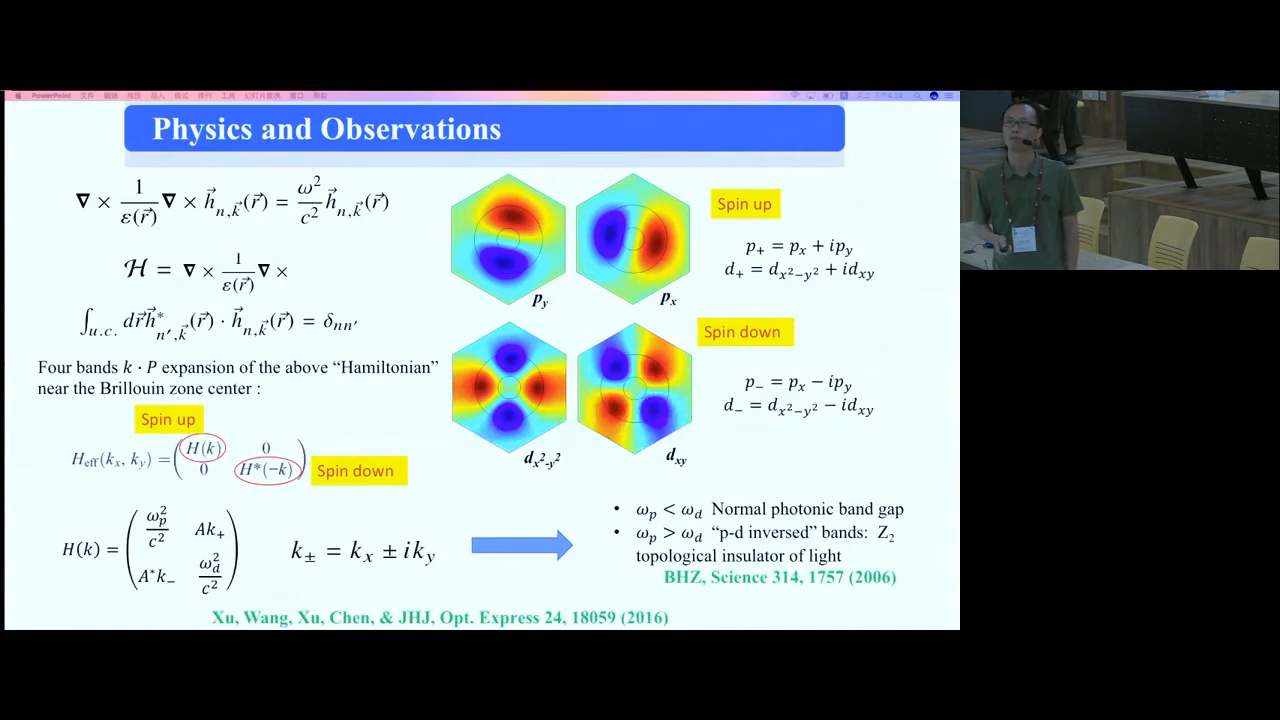 PowerPoint 文件 编辑 视图 插入 格式 排列 工具 幻灯片放映 窗口 帮助
Physics and Observations
∇ × 1/ε(r⃗) ∇ × h⃗_{n,k⃗}(r⃗) = ω²/c² h⃗_{n,k⃗}(r⃗)
ℋ = ∇ × 1/ε(r⃗) ∇ ×
∫_{u.c.} dr⃗ h⃗*_{n′,k⃗}(r⃗) · h⃗_{n,k⃗}(r⃗) = δ_{nn′}
Four bands k · P expansion of the above “Hamiltonian”
near the Brillouin zone center :
Spin up
H_eff(k_x, k_y) = ( H(k) 0
0 H*(−k) )
Spin down
H(k) = ( ω_p²/c² Ak_+
A*k_− ω_d²/c² )
k_± = k_x ± ik_y
p_y
p_x
d_{x²-y²}
d_{xy}
Spin up
p_+ = p_x + ip_y
d_+ = d_{x²−y²} + id_{xy}
Spin down
p_− = p_x − ip_y
d_− = d_{x²−y²} − id_{xy}
• ω_p < ω_d Normal photonic band gap
• ω_p > ω_d “p-d inversed” bands: Z₂
topological insulator of light
BHZ, Science 314, 1757 (2006)
Xu, Wang, Xu, Chen, & JHJ, Opt. Express 24, 18059 (2016)